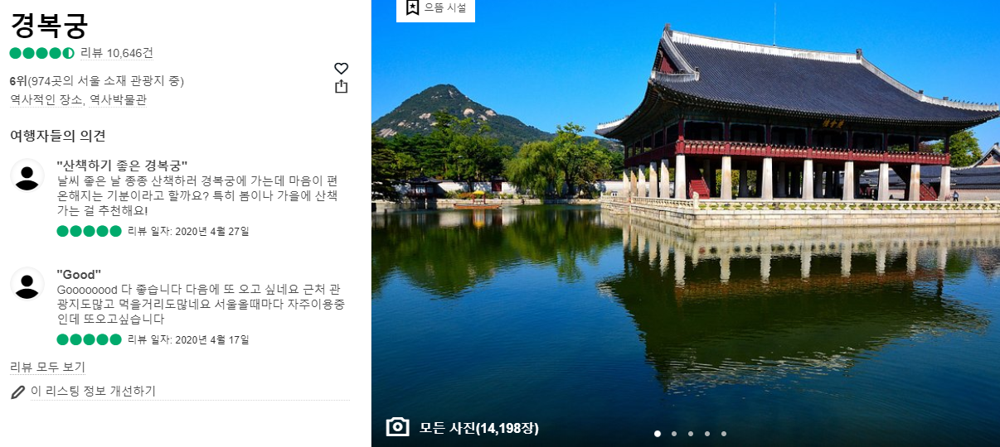 경복궁
리뷰 10,646건
6위(974곳의 서울 소재 관광지 중)
역사적인 장소, 역사박물관
여행자들의 의견
"산책하기 좋은 경복궁"
날씨 좋은 날 종종 산책하러 경복궁에 가는데 마음이 편
은해지는 기분이라고 할까요? 특히 봄이나 가을에 산책
가는 걸 추천해요!
리뷰 일자: 2020년 4월 27일
"Good"
Goooooood 다 좋습니다 다음에 또 오고 싶네요 근처 관
광지도많고 먹을거리도많네요 서울올때마다 자주이용중
인데 또오고싶습니다
리뷰 일자: 2020년 4월 17일
리뷰 모두 보기
이 리스팅 정보 개선하기
으뜸 시설
모든 사진(14,198장)